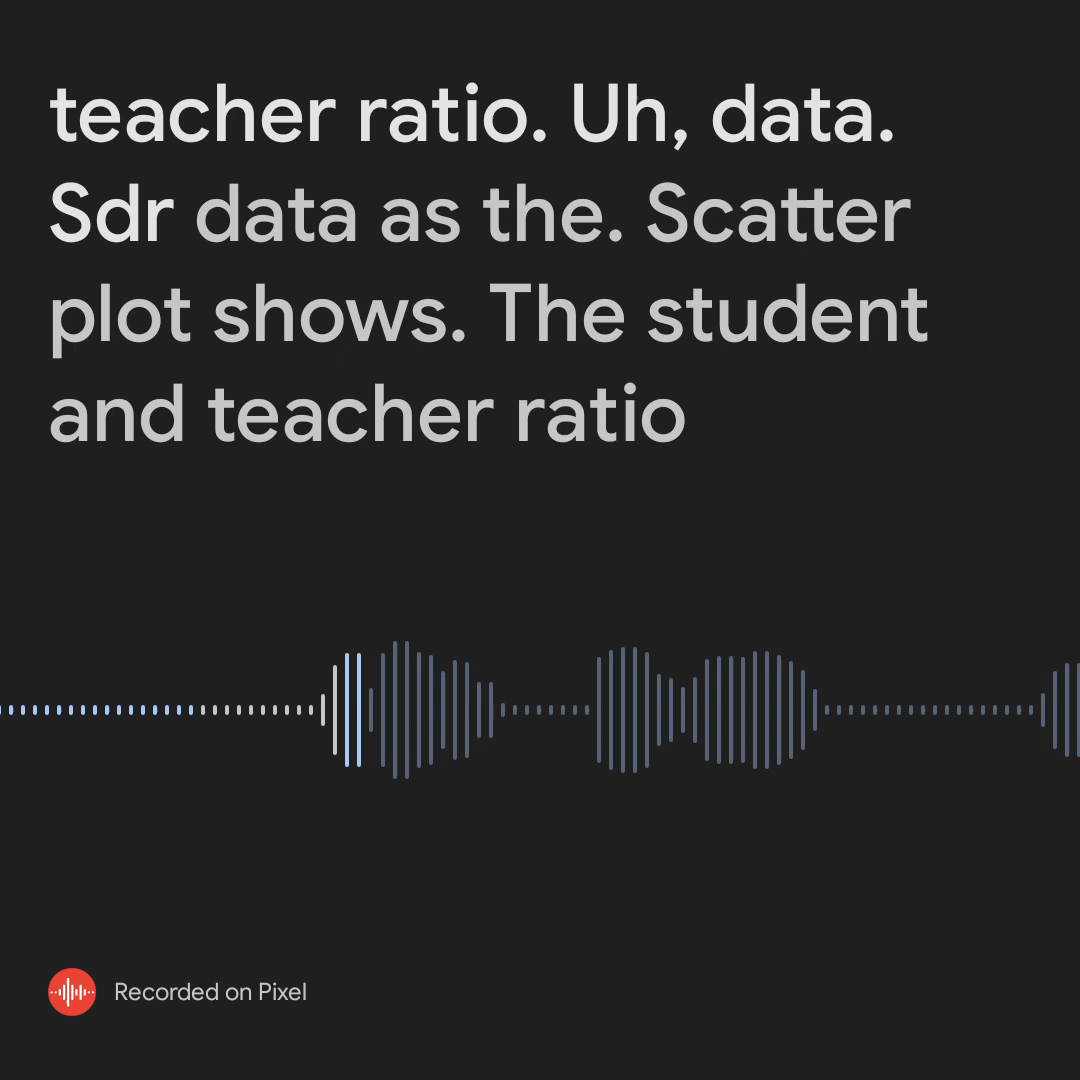 teacher ratio. Uh, data.
Sdr data as the. Scatter
plot shows. The student
and teacher ratio
Recorded on Pixel